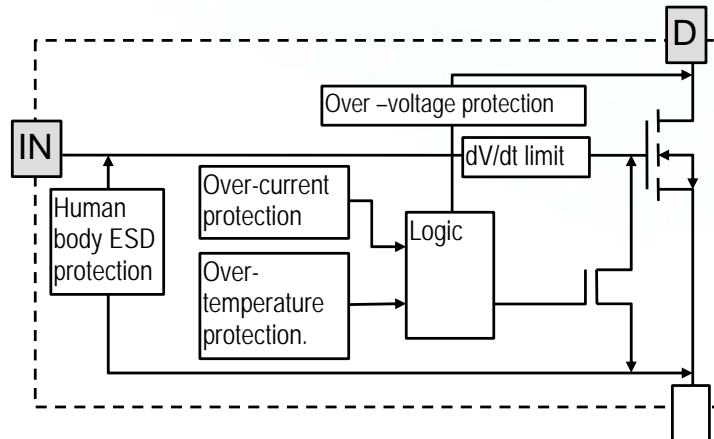 D
Over –voltage protection
IN
dV/dt limit
Over-current
protection
Human
body ESD
protection
Logic
Over-
temperature
protection.